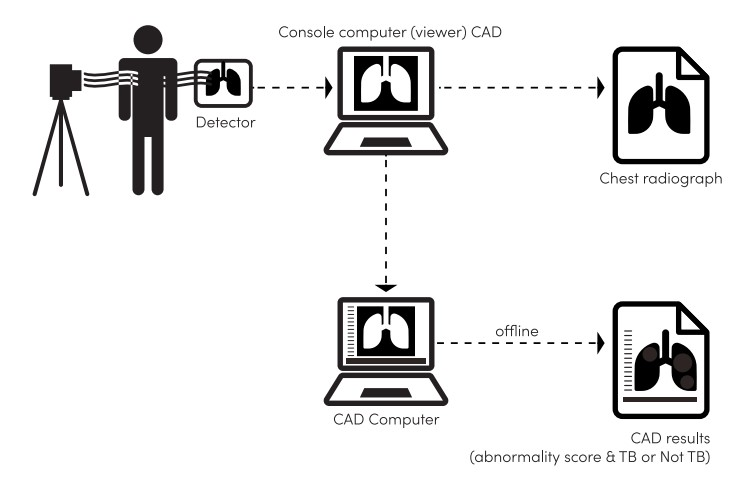 Console computer (viewer) CAD
Detector
Chest radiograph
offline
CAD Computer
CAD results
(abnormality score & TB or Not TB)